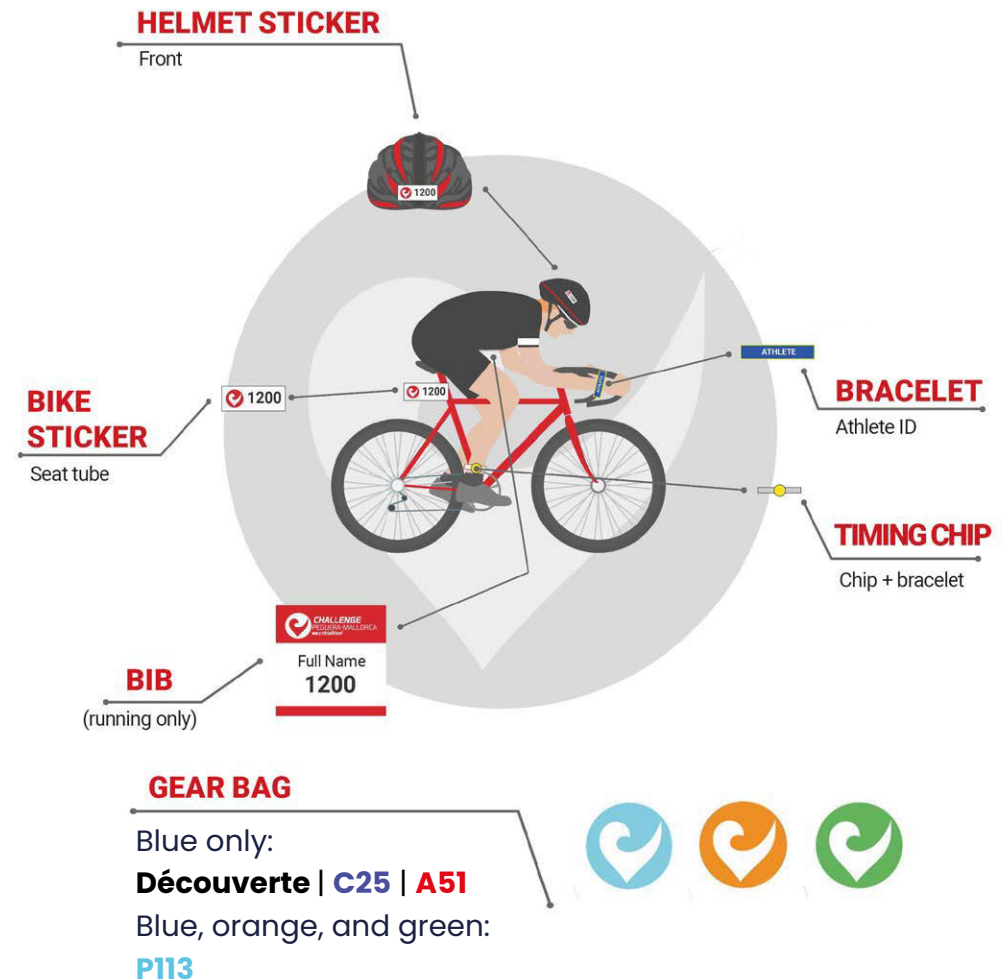 HELMET STICKER
Front
1200
ATHLETE
BRACELET
Athlete ID
BIKE
STICKER
Seat tube
1200
1200
TIMING CHIP
Chip + bracelet
CHALLENGE
PEGUERA-MALLORCA
Full Name
1200
BIB
(running only)
GEAR BAG
Blue only:
Découverte | C25 | A51
Blue, orange, and green:
P113